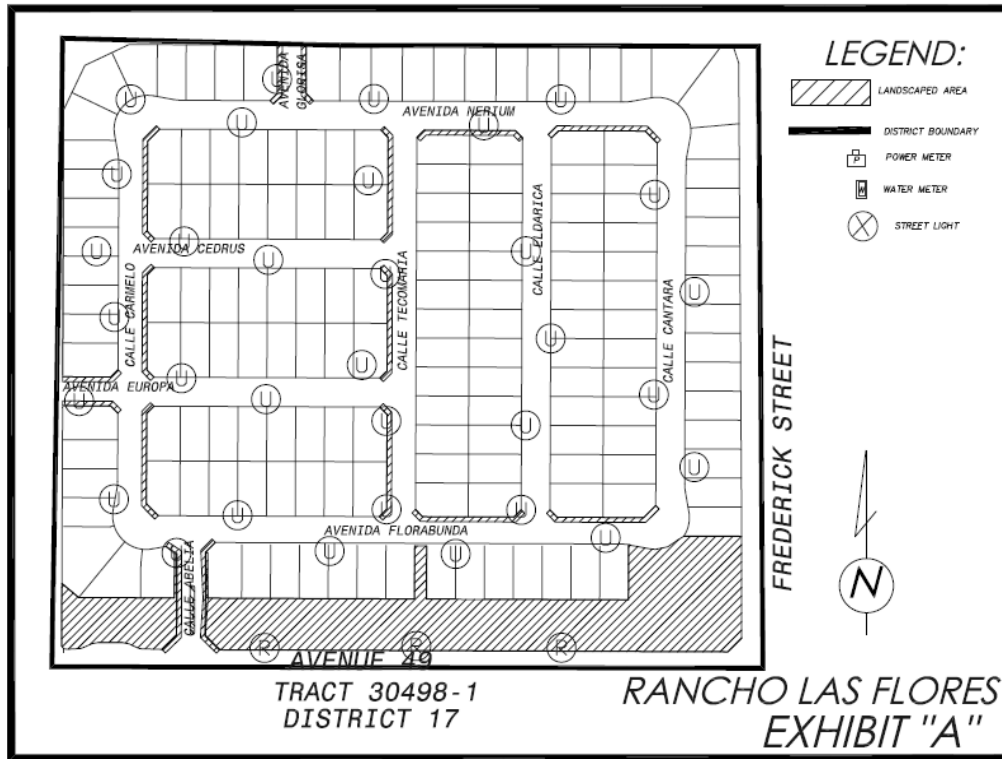 LEGEND:
LANDSCAPED AREA
DISTRICT BOUNDARY
P
POWER METER
W
WATER METER
X
STREET LIGHT
AVENIDA
GLORISA
U
AVENIDA NERIUM
U
U
U
U
U
U
U
U
U
AVENIDA CEDRUS
U
U
U
U
U
CALLE CARMELO
CALLE TECOMARIA
CALLE ELDARICA
CALLE CANTARA
U
U
U
U
U
U
AVENIDA EUROPA
U
U
U
U
U
U
U
U
U
U
AVENIDA FLORABUNDA
U
U
U
U
CALLE ABELIA
R
R
R
FREDERICK STREET
N
AVENUE 49
TRACT 30498-1
DISTRICT 17
RANCHO LAS FLORES
EXHIBIT "A"